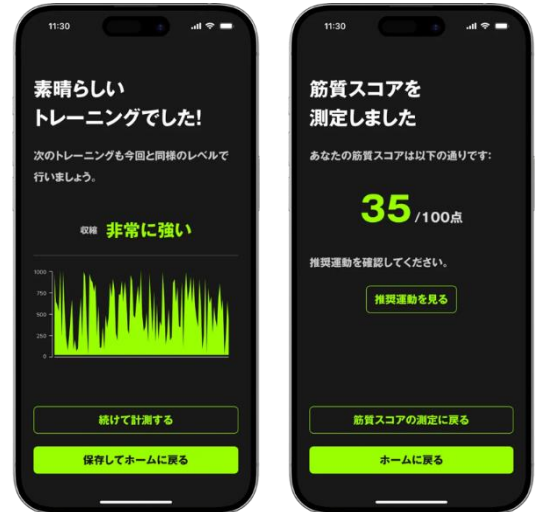 11:30
素晴らしい
トレーニングでした!
次のトレーニングも今回と同様のレベルで
行いましょう。
収縮 非常に強い
1000
750
500
250
0
続けて計測する
保存してホームに戻る
11:30
筋質スコアを
測定しました
あなたの筋質スコアは以下の通りです:
35/100点
推奨運動を確認してください。
推奨運動を見る
筋質スコアの測定に戻る
ホームに戻る